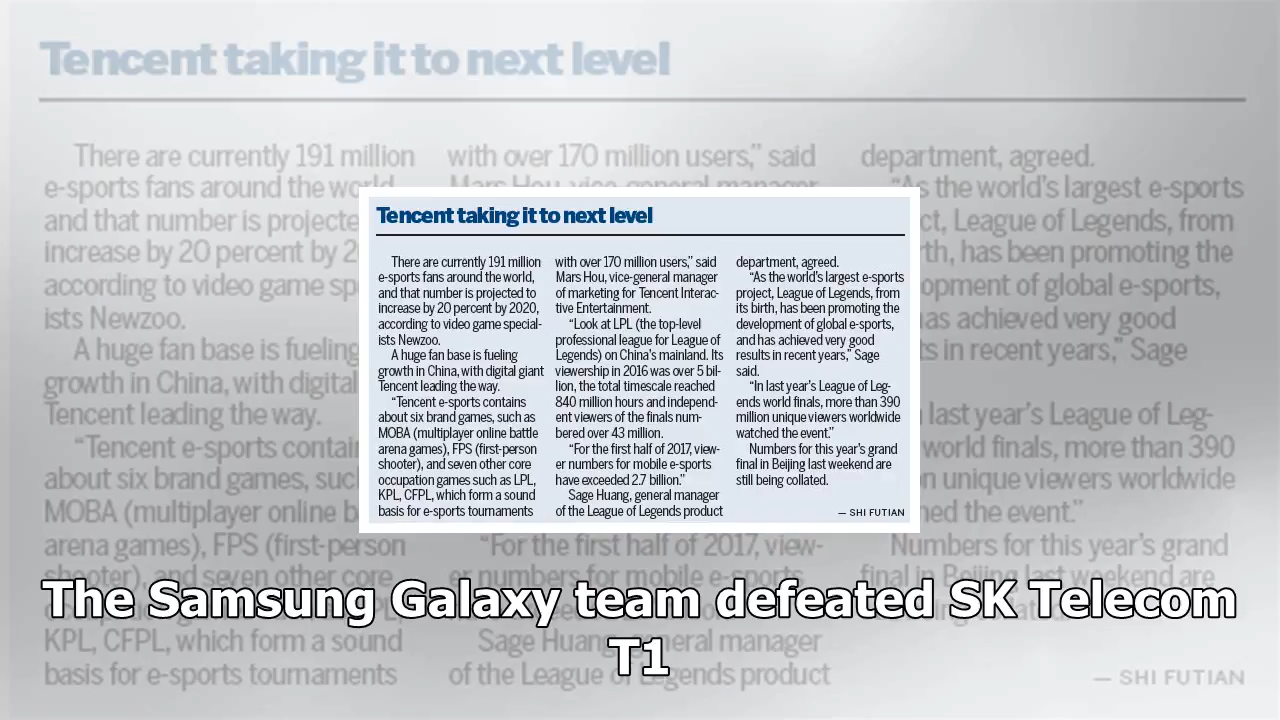 Tencent taking it to next level
There are currently 191 million
e-sports fans around the world,
and that number is projected to
increase by 20 percent by 2020,
according to video game special-
ists Newzoo.
A huge fan base is fueling
growth in China, with digital giant
Tencent leading the way.
“Tencent e-sports contains
about six brand games, such as
MOBA (multiplayer online battle
arena games), FPS (first-person
shooter), and seven other core
occupation games such as LPL,
KPL, CFPL, which form a sound
basis for e-sports tournaments
with over 170 million users,” said
Mars Hou, vice-general manager
of marketing for Tencent Interac-
tive Entertainment.
“Look at LPL (the top-level
professional league for League of
Legends) on China’s mainland. Its
viewership in 2016 was over 5 bil-
lion, the total timescale reached
840 million hours and independ-
ent viewers of the finals num-
bered over 43 million.
“For the first half of 2017, view-
er numbers for mobile e-sports
have exceeded 2.7 billion.”
Sage Huang, general manager
of the League of Legends product
department, agreed.
“As the world’s largest e-sports
project, League of Legends, from
its birth, has been promoting the
development of global e-sports,
and has achieved very good
results in recent years,” Sage
said.
“In last year’s League of Leg-
ends world finals, more than 390
million unique viewers worldwide
watched the event.”
Numbers for this year’s grand
final in Beijing last weekend are
still being collated.
— SHI FUTIAN
The Samsung Galaxy team defeated SK Telecom
T1